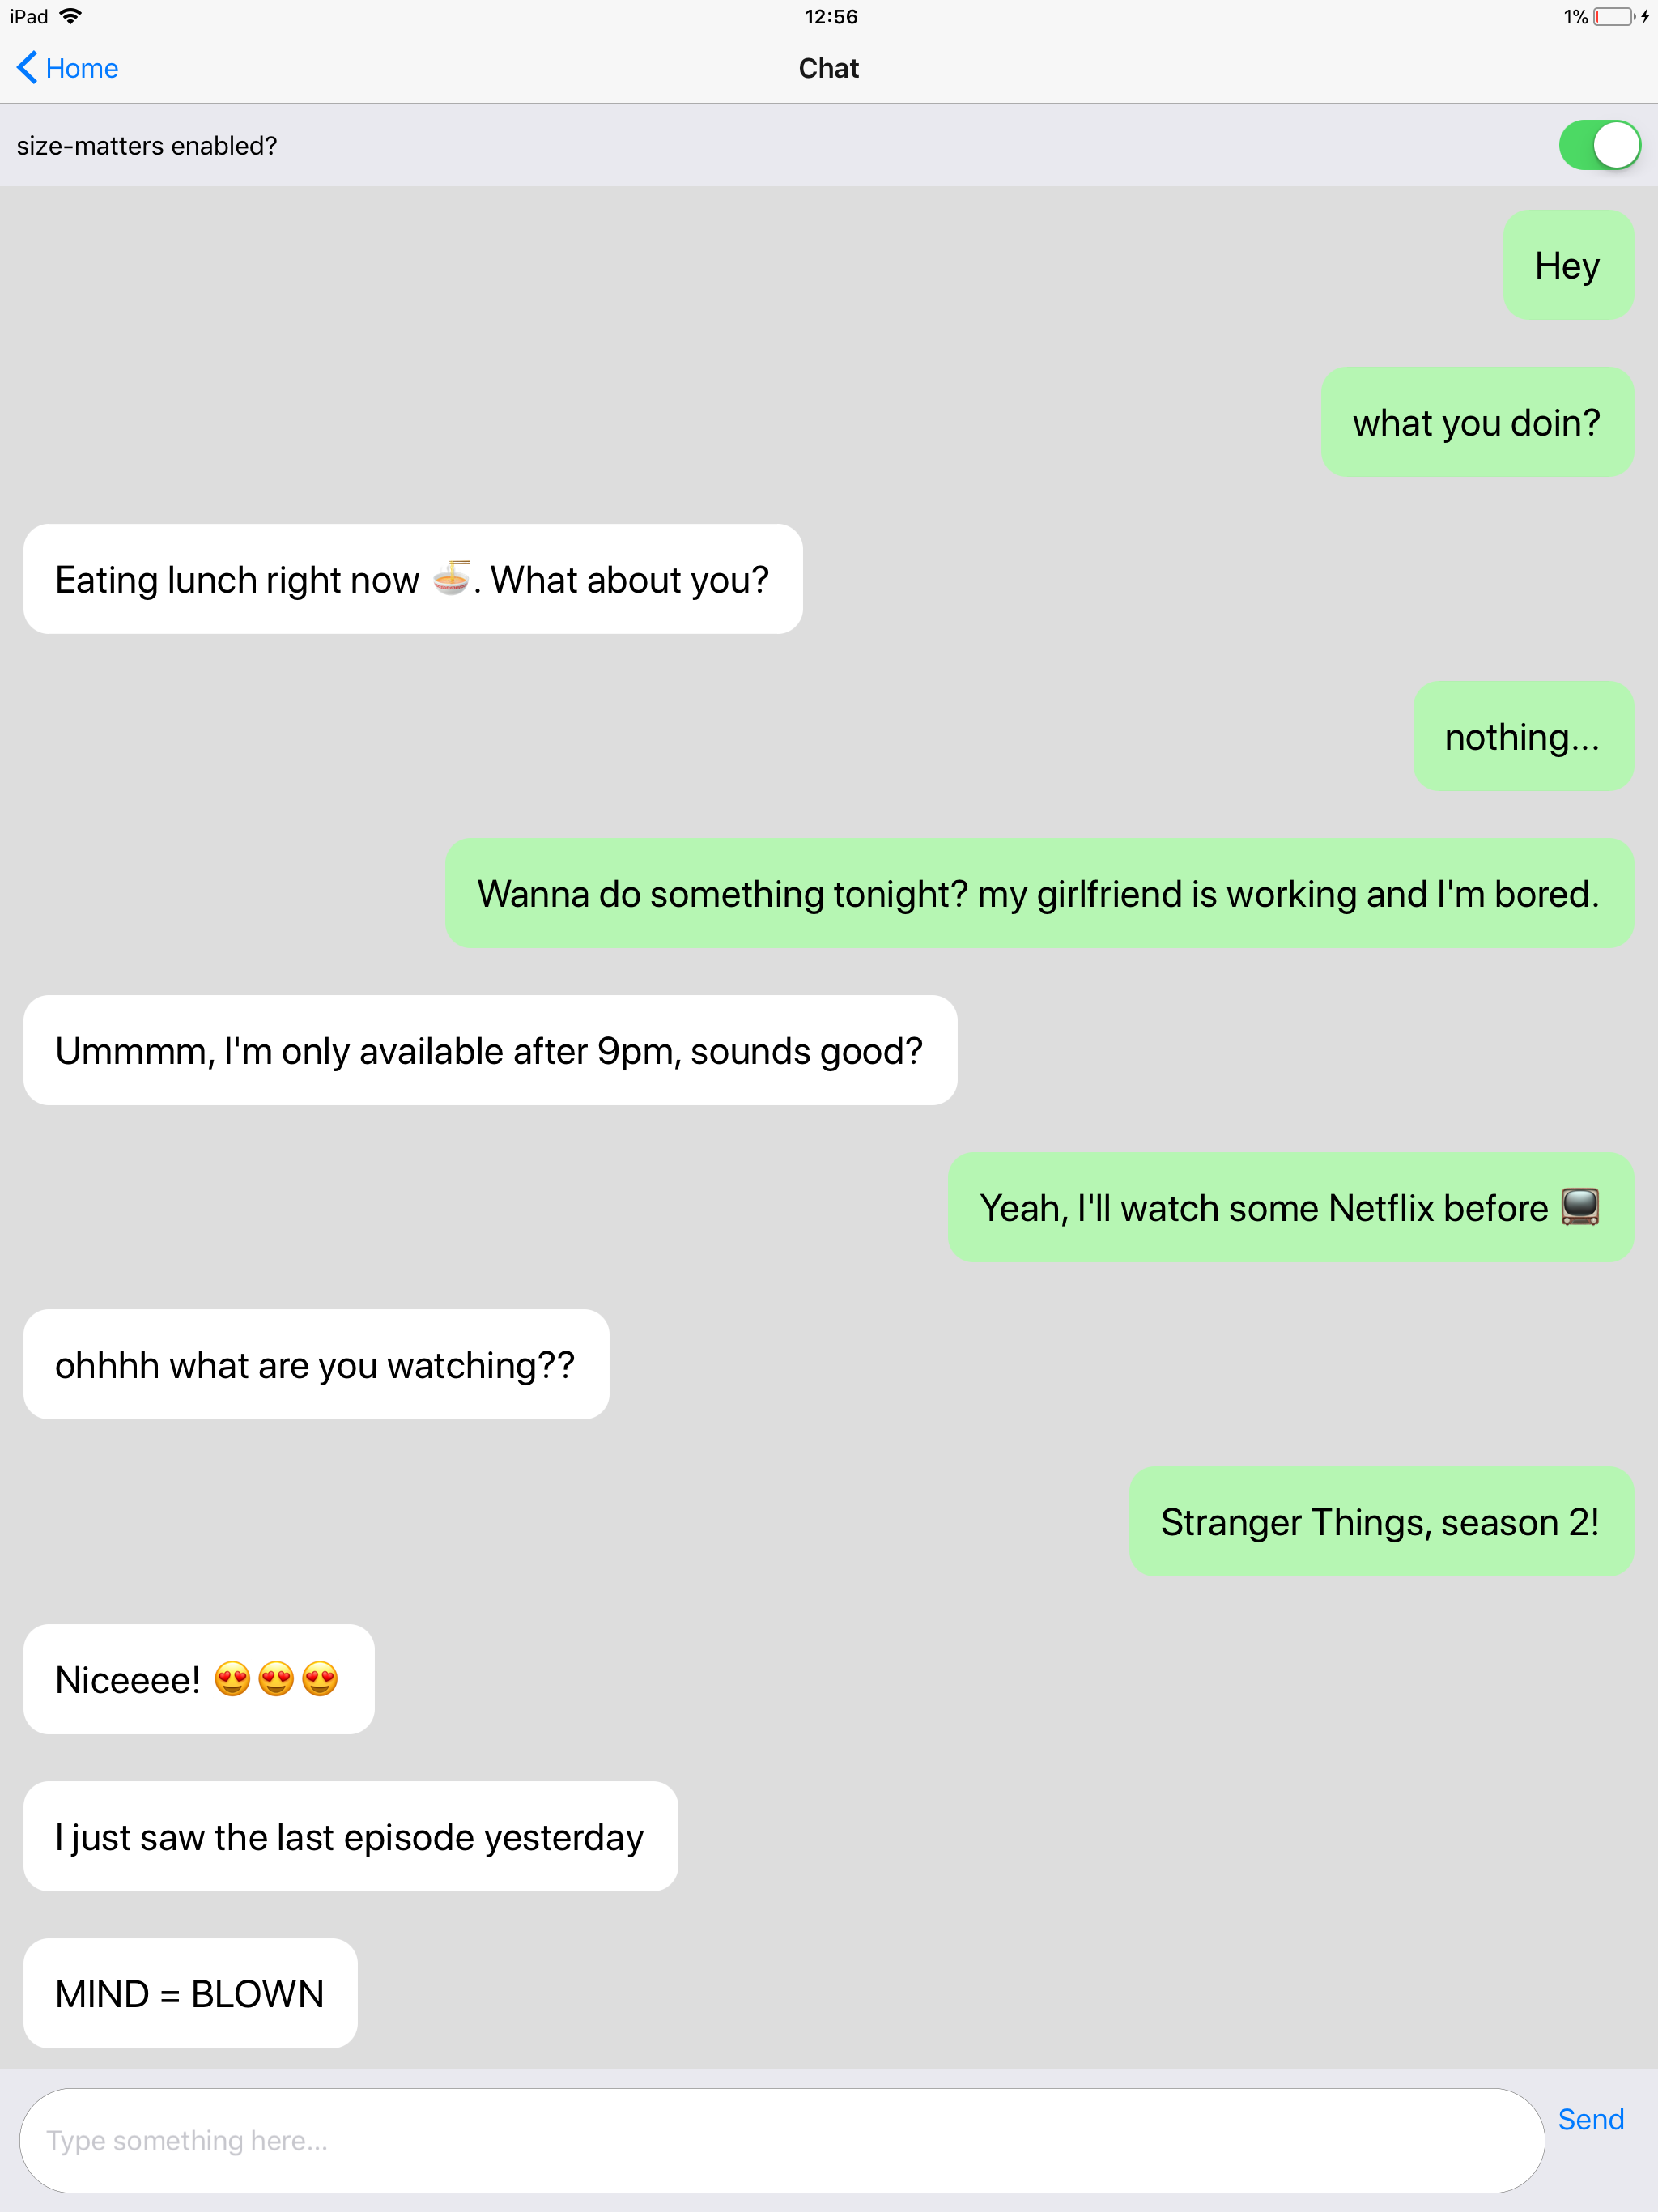 iPad 12:56 1%
Home Chat
size-matters enabled?
Hey
what you doin?
Eating lunch right now 🍜. What about you?
nothing...
Wanna do something tonight? my girlfriend is working and I'm bored.
Ummmm, I'm only available after 9pm, sounds good?
Yeah, I'll watch some Netflix before 📺
ohhhh what are you watching??
Stranger Things, season 2!
Niceeee! 😍😍😍
I just saw the last episode yesterday
MIND = BLOWN
Type something here...
Send